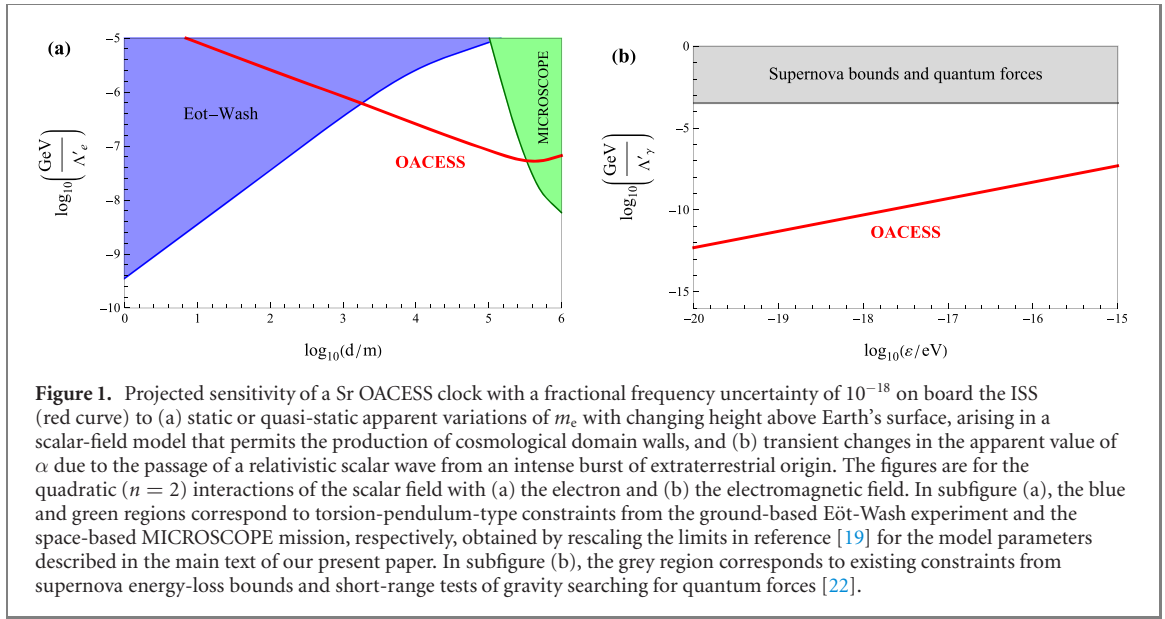 (a)
−5
−6
−7
−8
−9
−10
log10(GeV/Λ′e)
Eot−Wash
MICROSCOPE
OACESS
0 1 2 3 4 5 6
log10(d/m)
(b)
0
−5
−10
−15
log10(GeV/Λ′γ)
Supernova bounds and quantum forces
OACESS
−20 −19 −18 −17 −16 −15
log10(ε/eV)
Figure 1. Projected sensitivity of a Sr OACESS clock with a fractional frequency uncertainty of 10−18 on board the ISS
(red curve) to (a) static or quasi-static apparent variations of me with changing height above Earth's surface, arising in a
scalar-field model that permits the production of cosmological domain walls, and (b) transient changes in the apparent value of
α due to the passage of a relativistic scalar wave from an intense burst of extraterrestrial origin. The figures are for the
quadratic (n = 2) interactions of the scalar field with (a) the electron and (b) the electromagnetic field. In subfigure (a), the blue
and green regions correspond to torsion-pendulum-type constraints from the ground-based Eöt-Wash experiment and the
space-based MICROSCOPE mission, respectively, obtained by rescaling the limits in reference [19] for the model parameters
described in the main text of our present paper. In subfigure (b), the grey region corresponds to existing constraints from
supernova energy-loss bounds and short-range tests of gravity searching for quantum forces [22].